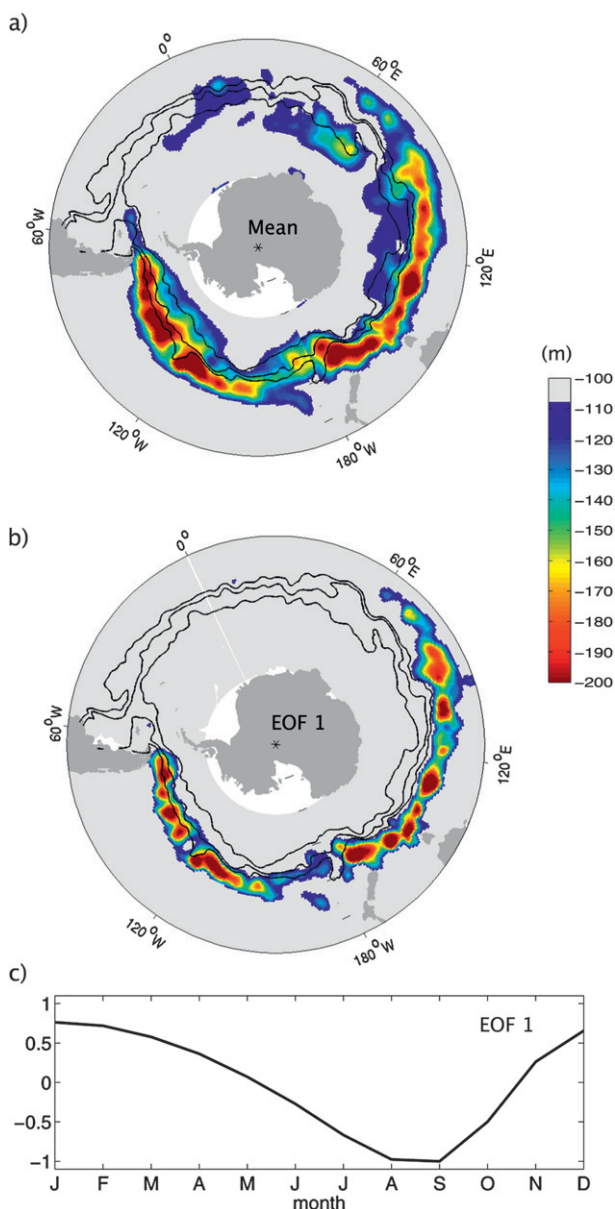 a)
0°
60°E
60°W
Mean
120°E
120°W
180°W
(m)
−100
−110
−120
−130
−140
−150
−160
−170
−180
−190
−200
b)
0°
60°E
60°W
EOF 1
120°E
120°W
180°W
c)
1
0.5
0
−0.5
−1
EOF 1
J F M A M J J A S O N D
month